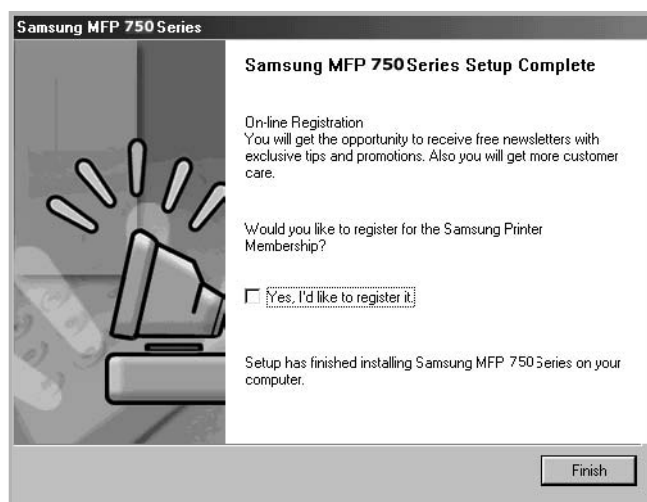 Samsung MFP 750 Series
Samsung MFP 750 Series Setup Complete
On-line Registration
You will get the opportunity to receive free newsletters with
exclusive tips and promotions. Also you will get more customer
care.
Would you like to register for the Samsung Printer
Membership?
Yes, I'd like to register it.
Setup has finished installing Samsung MFP 750 Series on your
computer.
Finish